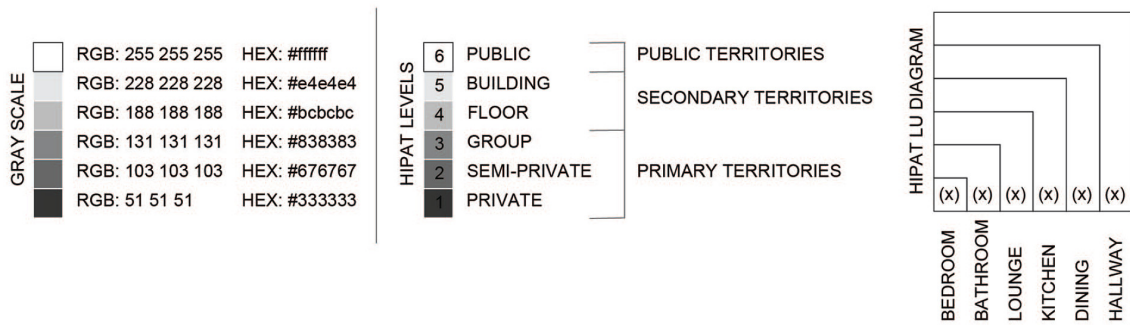 GRAY SCALE
RGB: 255 255 255 HEX: #ffffff
RGB: 228 228 228 HEX: #e4e4e4
RGB: 188 188 188 HEX: #bcbcbc
RGB: 131 131 131 HEX: #838383
RGB: 103 103 103 HEX: #676767
RGB: 51 51 51 HEX: #333333
HIPAT LEVELS
6 PUBLIC
5 BUILDING
4 FLOOR
3 GROUP
2 SEMI-PRIVATE
1 PRIVATE
PUBLIC TERRITORIES
SECONDARY TERRITORIES
PRIMARY TERRITORIES
HIPAT LU DIAGRAM
(x) (x) (x) (x) (x) (x)
BEDROOM
BATHROOM
LOUNGE
KITCHEN
DINING
HALLWAY